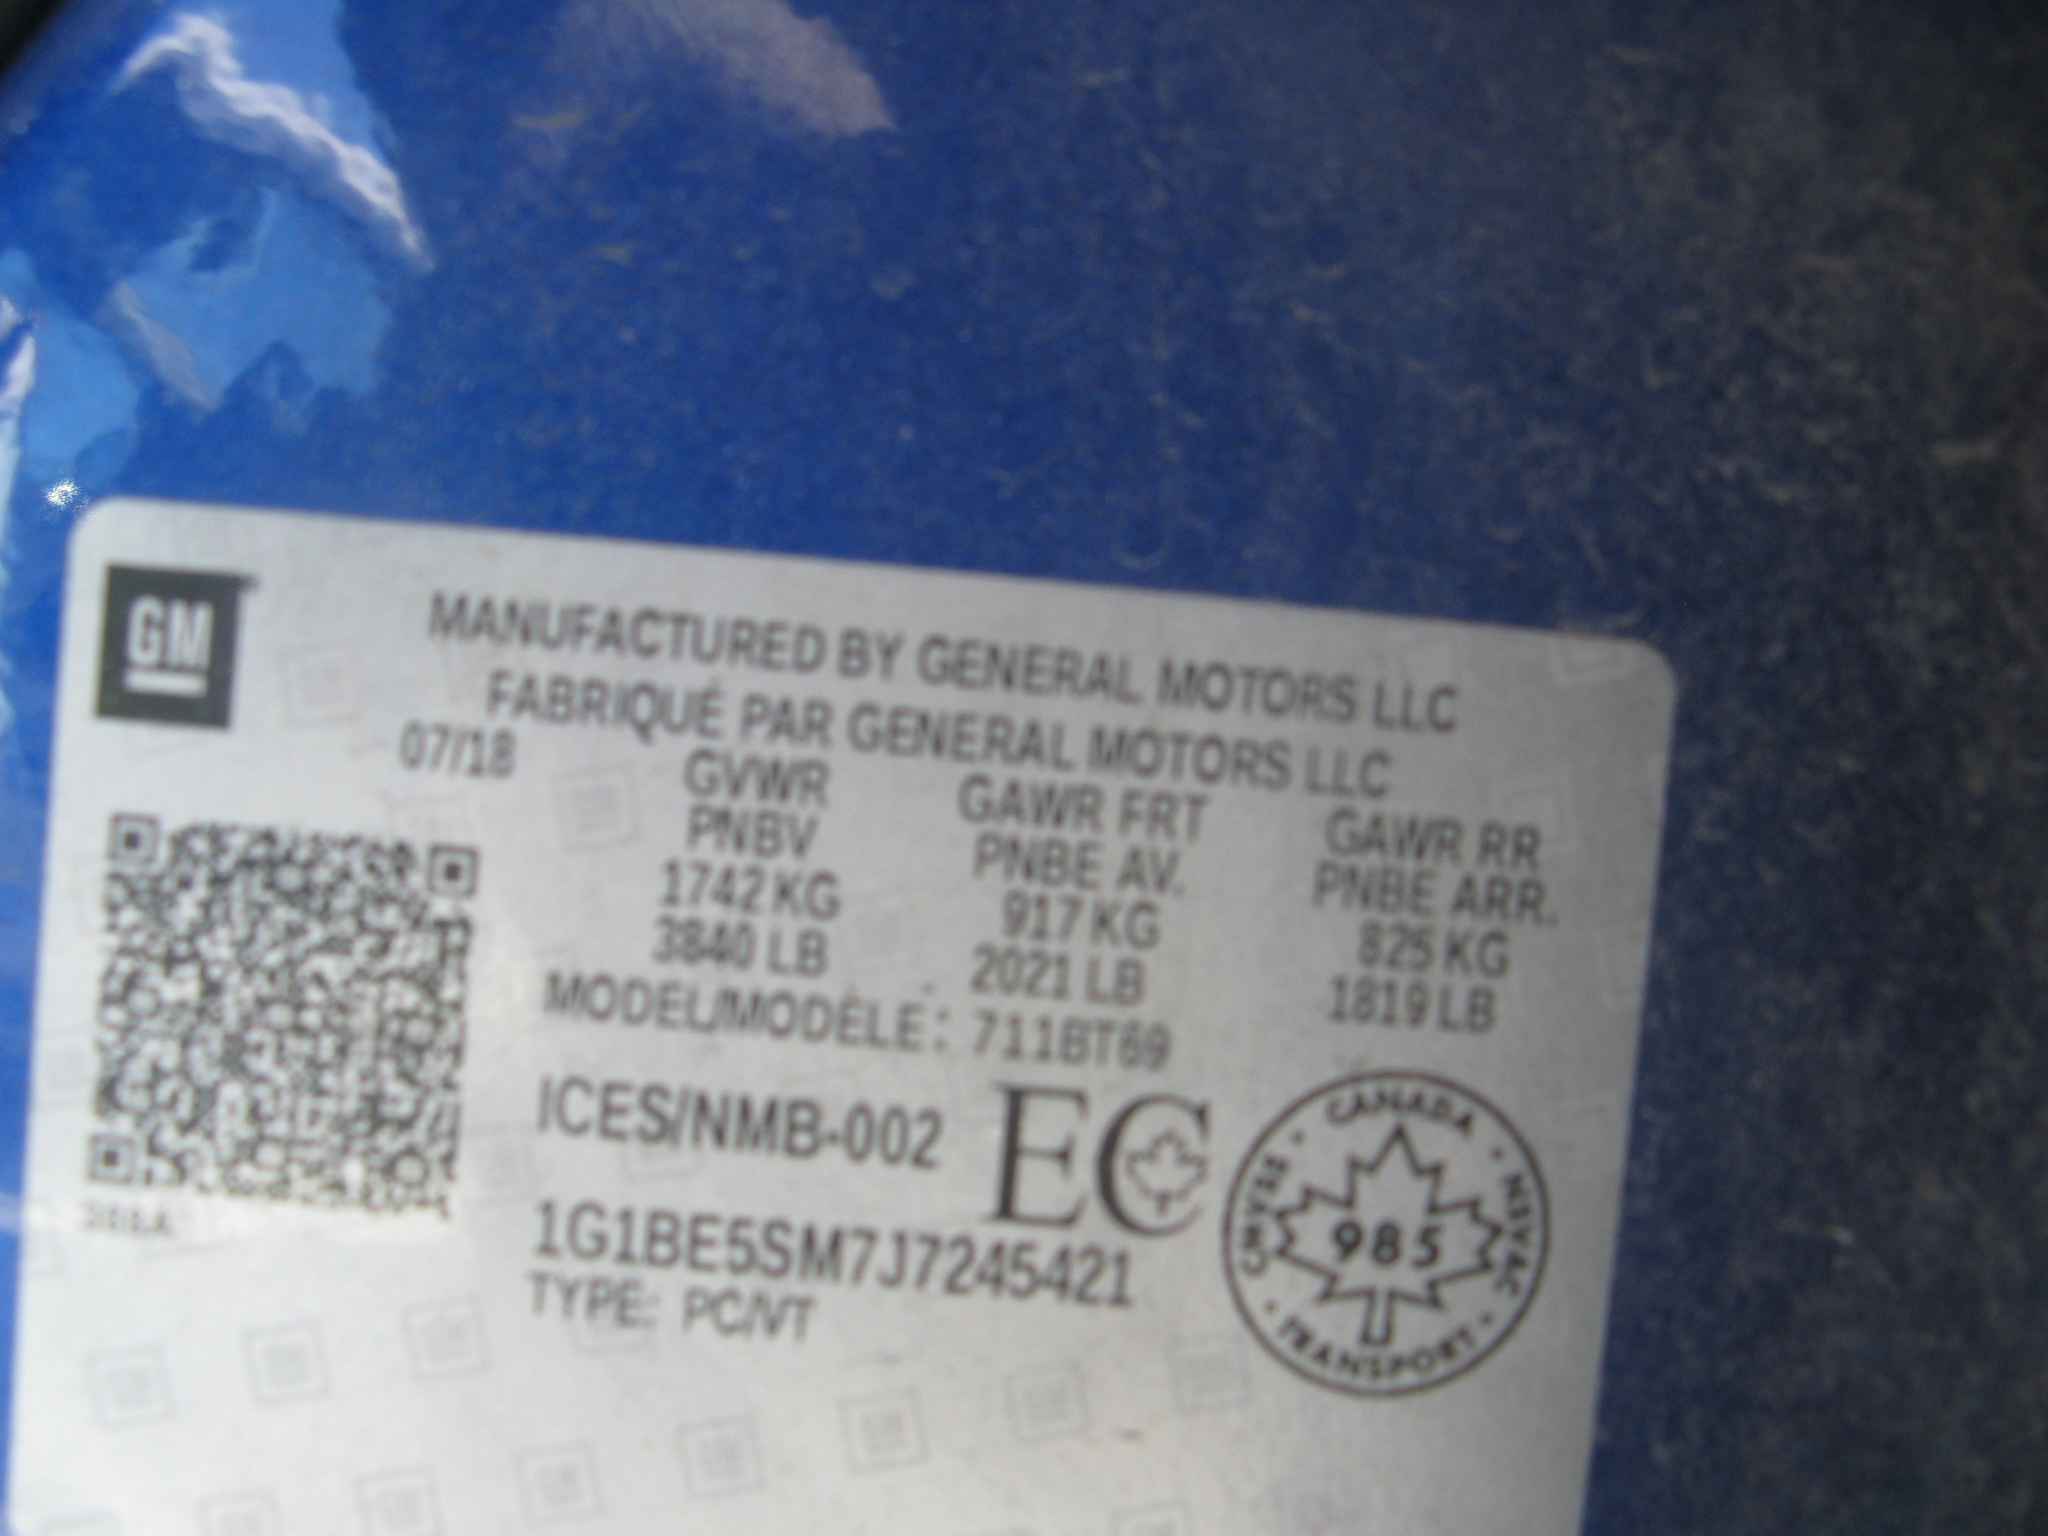 GM
MANUFACTURED BY GENERAL MOTORS LLC
FABRIQUÉ PAR GENERAL MOTORS LLC
07/18
GVWR
PNBV
1742 KG
3840 LB
GAWR FRT
PNBE AV.
917 KG
2021 LB
GAWR RR
PNBE ARR.
825 KG
1819 LB
MODEL/MODÈLE: 711BT69
ICES/NMB-002
EC
1G1BE5SM7J7245421
TYPE: PC/VT
CANADA
CMVSS · NSVAC
985
TRANSPORT